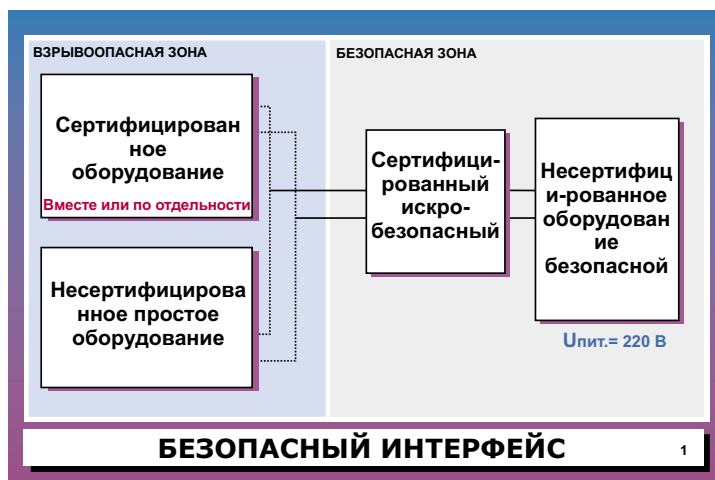 ВЗРЫВООПАСНАЯ ЗОНА
БЕЗОПАСНАЯ ЗОНА
Сертифицирован
ное
оборудование
Вместе или по отдельности
Несертифицирова
нное простое
оборудование
Сертифици-
рованный
искро-
безопасный
Несертифиц
и-рованное
оборудован
ие
безопасной
Uпит.= 220 В
БЕЗОПАСНЫЙ ИНТЕРФЕЙС
1